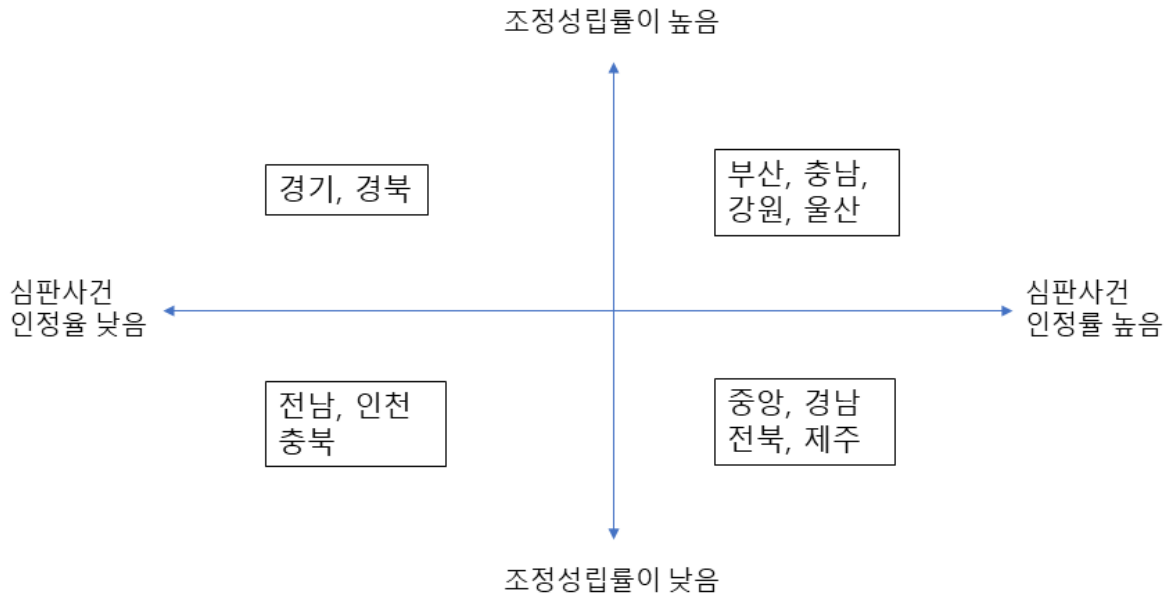 조정성립률이 높음
경기, 경북
부산, 충남,
강원, 울산
심판사건
인정율 낮음
심판사건
인정률 높음
전남, 인천
충북
중앙, 경남
전북, 제주
조정성립률이 낮음